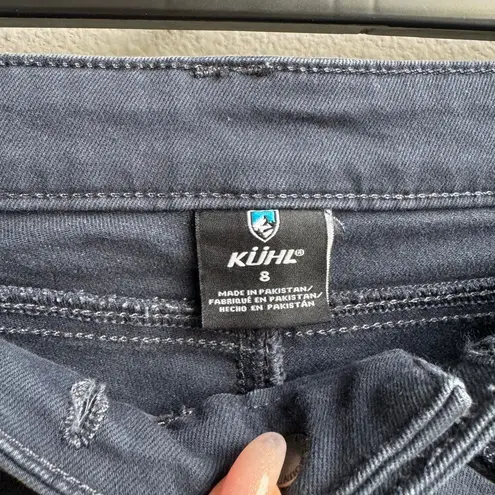 KÜHL®
8
MADE IN PAKISTAN/
FABRIQUÉ EN PAKISTAN/
HECHO EN PAKISTÁN